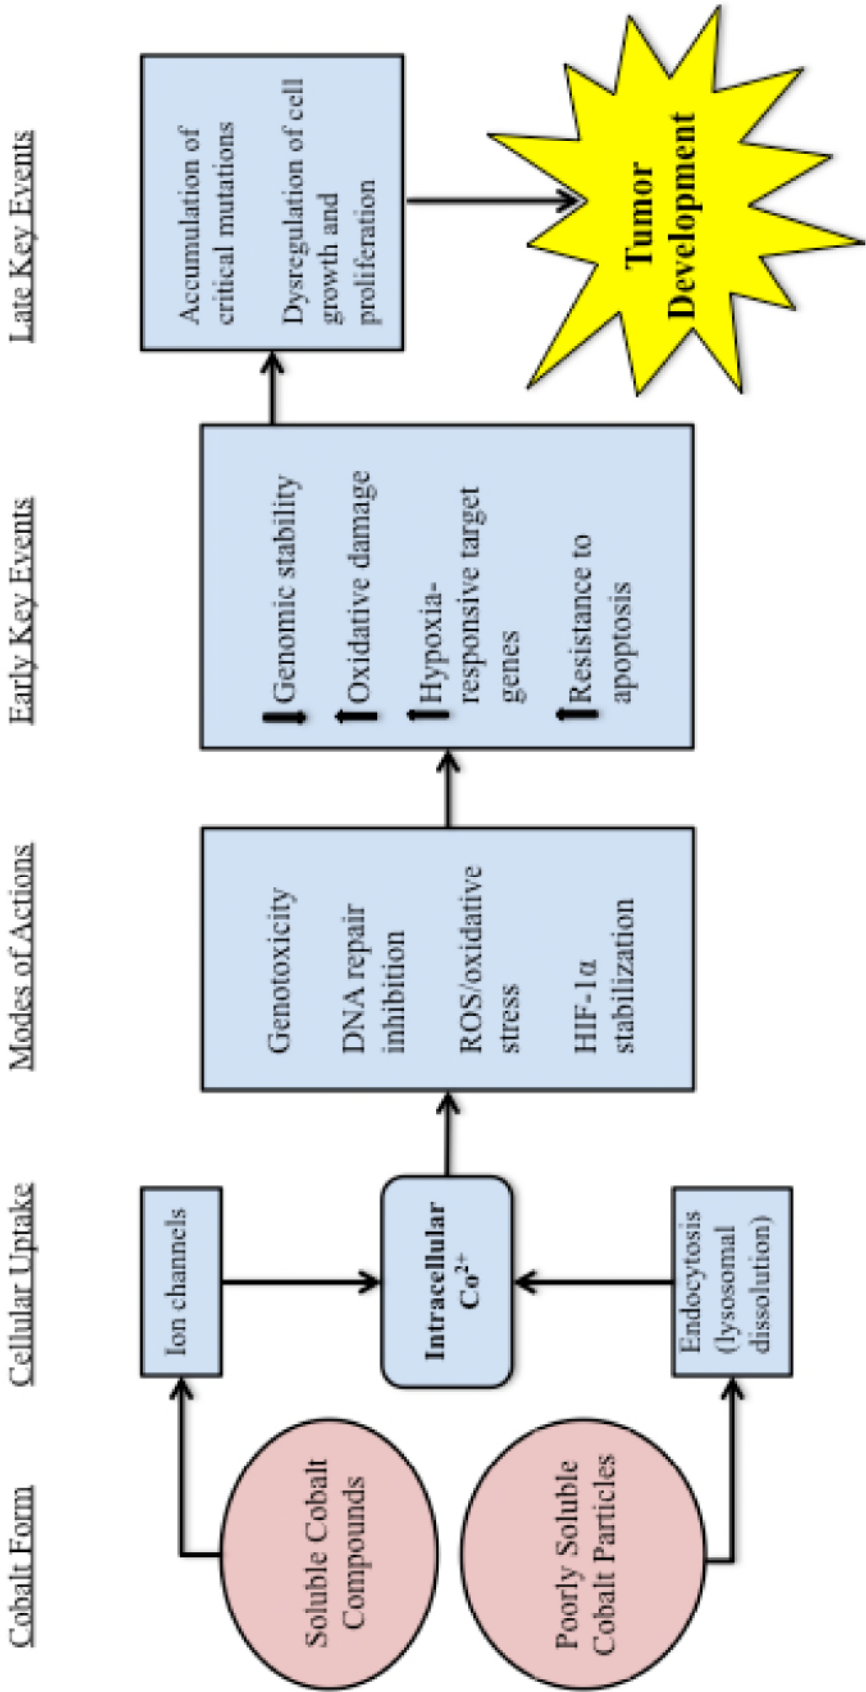 Cobalt Form
Cellular Uptake
Modes of Actions
Early Key Events
Late Key Events
Soluble Cobalt
Compounds
Poorly Soluble
Cobalt Particles
Ion channels
Intracellular
Co²⁺
Endocytosis
(lysosomal
dissolution)
Genotoxicity
DNA repair
inhibition
ROS/oxidative
stress
HIF-1α
stabilization
Genomic stability
Oxidative damage
Hypoxia-
responsive target
genes
Resistance to
apoptosis
Accumulation of
critical mutations
Dysregulation of cell
growth and
proliferation
Tumor
Development